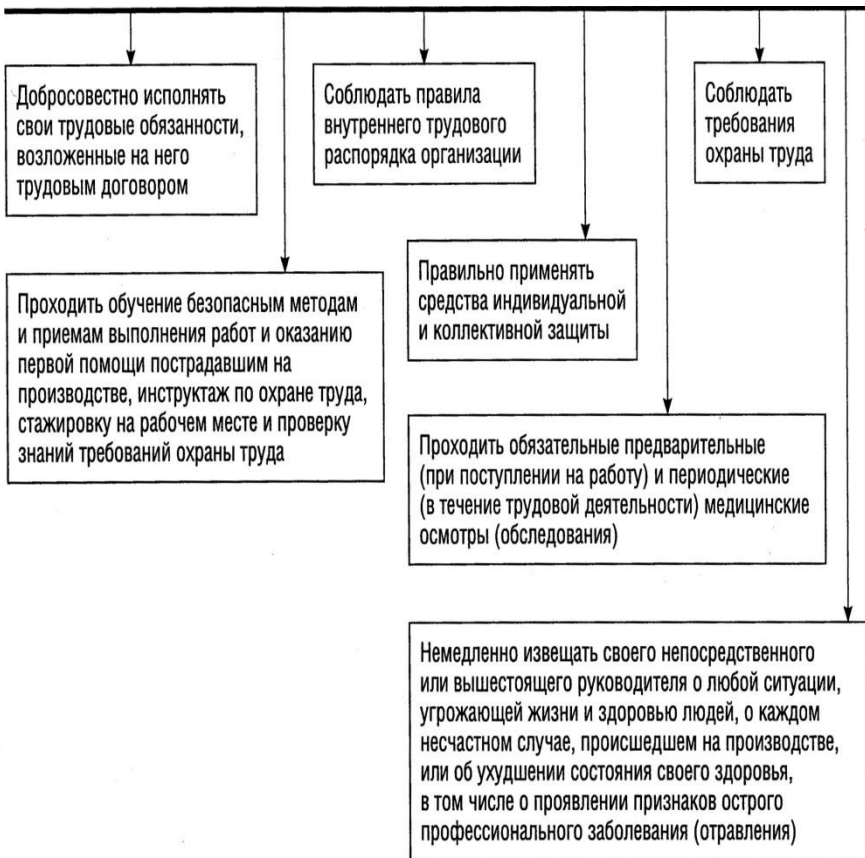 Добросовестно исполнять
свои трудовые обязанности,
возложенные на него
трудовым договором
Соблюдать правила
внутреннего трудового
распорядка организации
Соблюдать
требования
охраны труда
Проходить обучение безопасным методам
и приемам выполнения работ и оказанию
первой помощи пострадавшим на
производстве, инструктаж по охране труда,
стажировку на рабочем месте и проверку
знаний требований охраны труда
Правильно применять
средства индивидуальной
и коллективной защиты
Проходить обязательные предварительные
(при поступлении на работу) и периодические
(в течение трудовой деятельности) медицинские
осмотры (обследования)
Немедленно извещать своего непосредственного
или вышестоящего руководителя о любой ситуации,
угрожающей жизни и здоровью людей, о каждом
несчастном случае, происшедшем на производстве,
или об ухудшении состояния своего здоровья,
в том числе о проявлении признаков острого
профессионального заболевания (отравления)